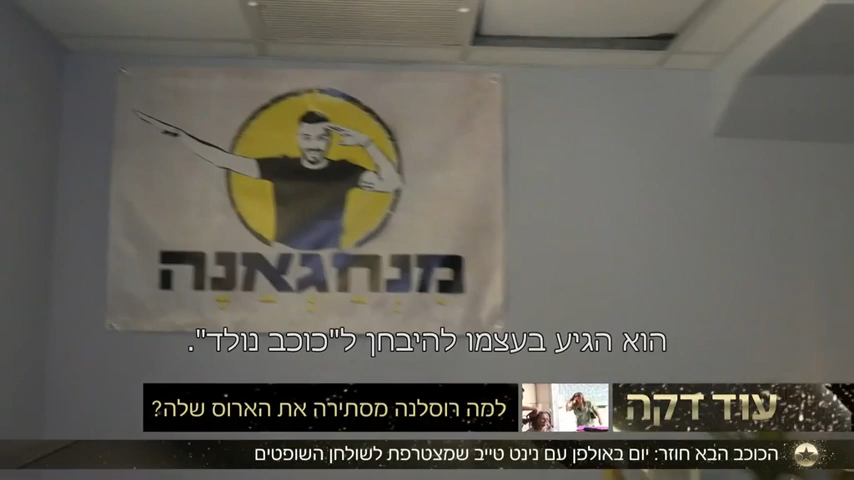 מִנְחַגאַנָה
הוא הגיע בעצמו להיבחן ל"כוכב נולד".
עוד דקה
למה רוסלנה מסתירה את הארוס שלה?
הכוכב הבא חוזר: יום באולפן עם נינט טייב שמצטרפת לשולחן השופטים